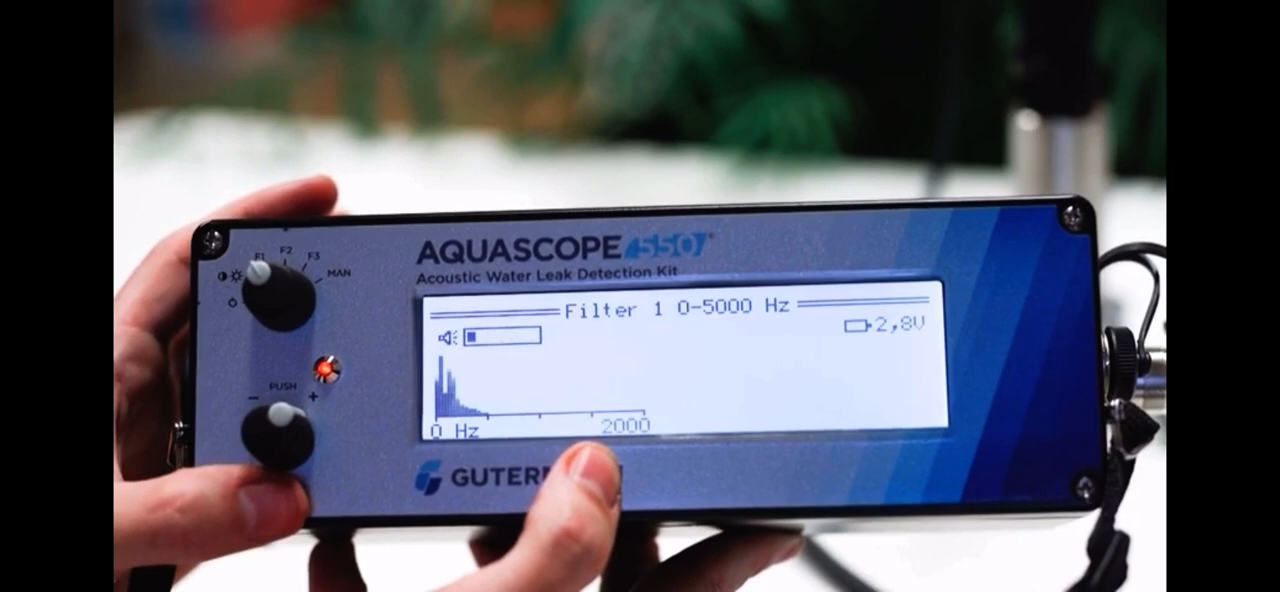 F1 F2 F3
MAN
AQUASCOPE 550
Acoustic Water Leak Detection Kit
Filter 1 0-5000 Hz
2,8V
PUSH
- +
0 Hz 2000
GUTER